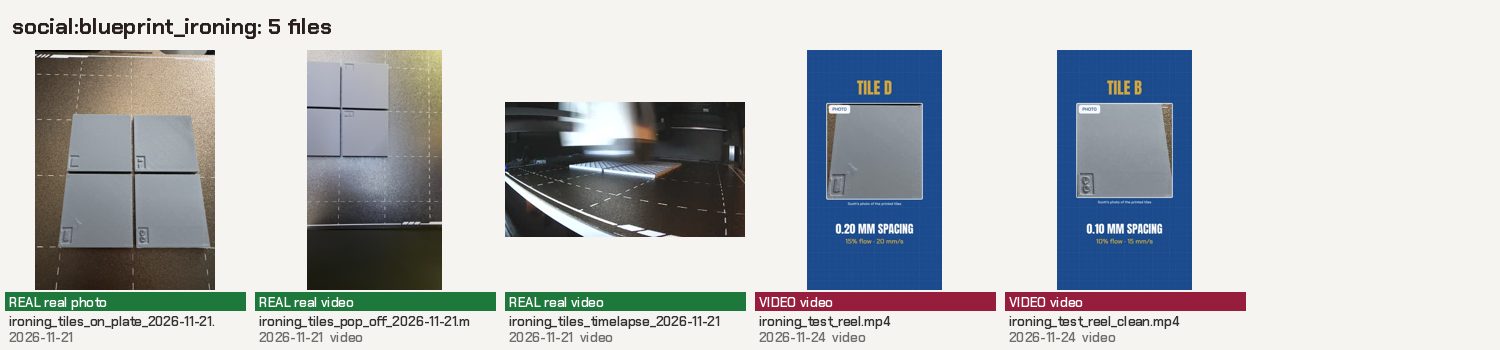 social:blueprint_ironing: 5 files
TILE D
PHOTO
0.20 MM SPACING
15% flow · 20 mm/s
TILE B
PHOTO
B
0.10 MM SPACING
10% flow · 15 mm/s
REAL real photo
ironing_tiles_on_plate_2026-11-21.
2026-11-21
REAL real video
ironing_tiles_pop_off_2026-11-21.m
2026-11-21 video
REAL real video
ironing_tiles_timelapse_2026-11-21
2026-11-21 video
VIDEO video
ironing_test_reel.mp4
2026-11-24 video
VIDEO video
ironing_test_reel_clean.mp4
2026-11-24 video